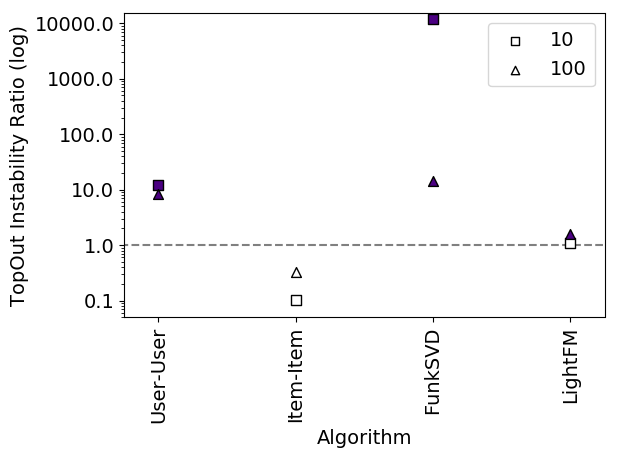 TopOut Instability Ratio (log)
10000.0
1000.0
100.0
10.0
1.0
0.1
10
100
User-User
Item-Item
FunkSVD
LightFM
Algorithm